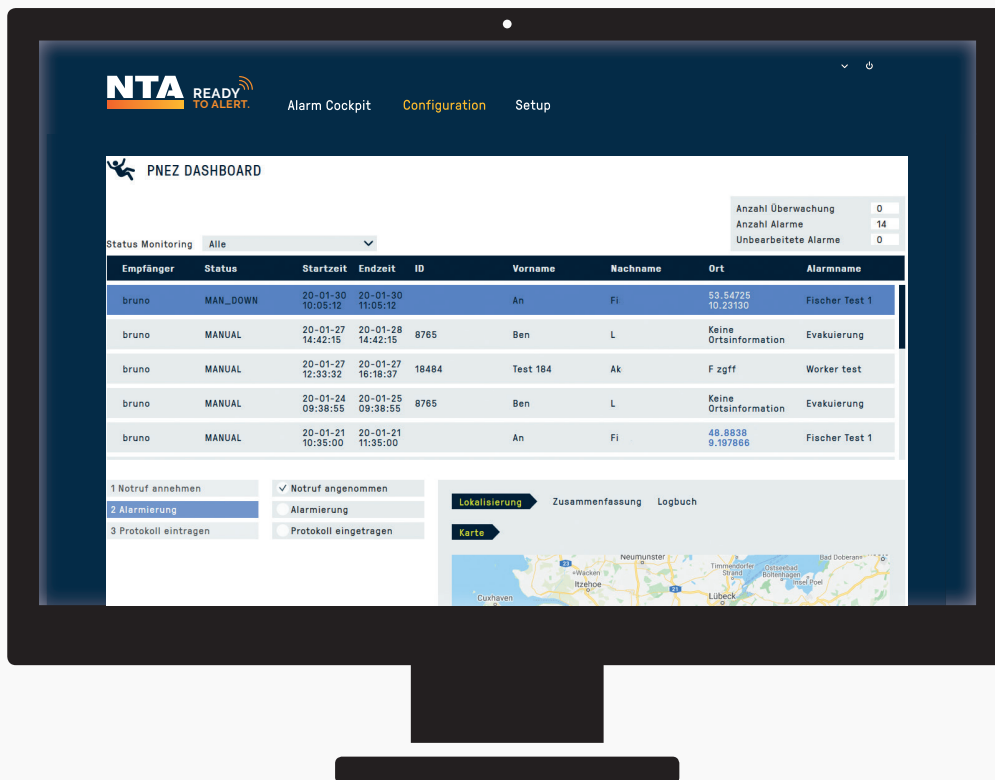 NTA READY
TO ALERT.
Alarm Cockpit Configuration Setup
PNEZ DASHBOARD
Anzahl Überwachung 0
Anzahl Alarme 14
Unbearbeitete Alarme 0
Status Monitoring Alle
Empfänger Status Startzeit Endzeit ID Vorname Nachname Ort Alarmname
bruno MAN_DOWN 20-01-30 10:05:12 20-01-30 11:05:12 An Fi 53.54725 10.23130 Fischer Test 1
bruno MANUAL 20-01-27 14:42:15 20-01-28 14:42:15 8765 Ben L Keine Ortsinformation Evakuierung
bruno MANUAL 20-01-27 12:33:32 20-01-27 16:18:37 18484 Test 184 Ak F zgff Worker test
bruno MANUAL 20-01-24 09:38:55 20-01-25 09:38:55 8765 Ben L Keine Ortsinformation Evakuierung
bruno MANUAL 20-01-21 10:35:00 20-01-21 11:35:00 An Fi 48.8838 9.197866 Fischer Test 1
1 Notruf annehmen
2 Alarmierung
3 Protokoll eintragen
Notruf angenommen
Alarmierung
Protokoll eingetragen
Lokalisierung Zusammenfassung Logbuch
Karte
Neumünster
23
Wacken
Itzehoe
Cuxhaven
21
Timmendorfer
Strand
Ostseebad
Boltenhagen
Insel Poel
Bad Doberan
Lübeck